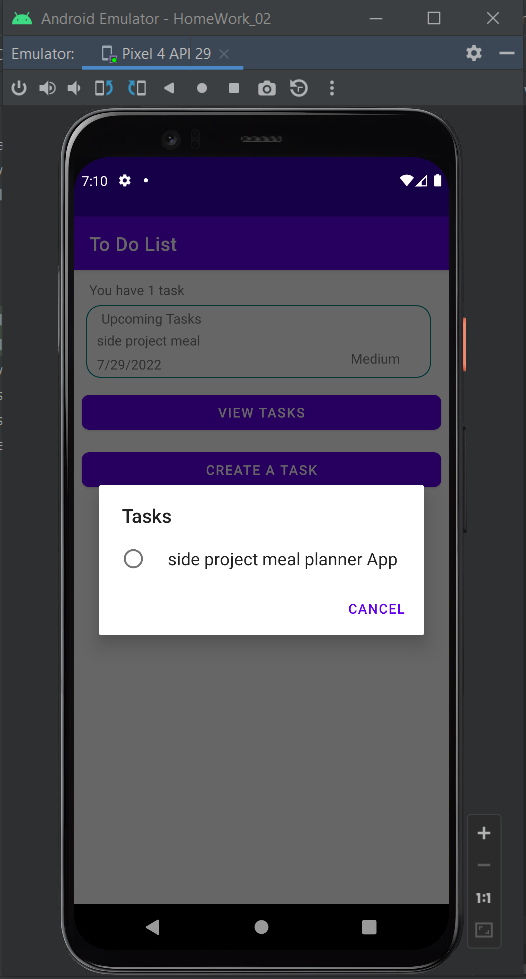 Android Emulator - HomeWork_02
Emulator: Pixel 4 API 29
7:10
To Do List
You have 1 task
Upcoming Tasks
side project meal
7/29/2022 Medium
VIEW TASKS
CREATE A TASK
Tasks
side project meal planner App
CANCEL
1:1